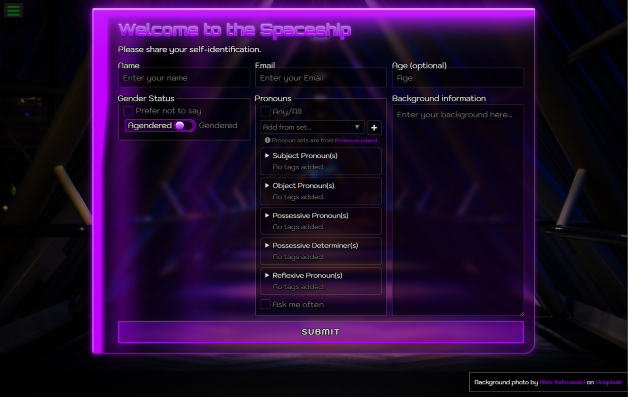 Welcome to the Spaceship
Please share your self-identification.
Name
Email
Age (optional)
Enter your name
Enter your Email
Age
Gender Status
Pronouns
Background information
Prefer not to say
Any/All
Enter your background here...
Agendered
Gendered
Add from set...
Pronoun sets are from Pronoun Island.
Subject Pronoun(s)
No tags added.
Object Pronoun(s)
No tags added.
Possessive Pronoun(s)
No tags added.
Possessive Determiner(s)
No tags added.
Reflexive Pronoun(s)
No tags added.
Ask me often
SUBMIT
Background photo by Alek Kalinowski on Unsplash